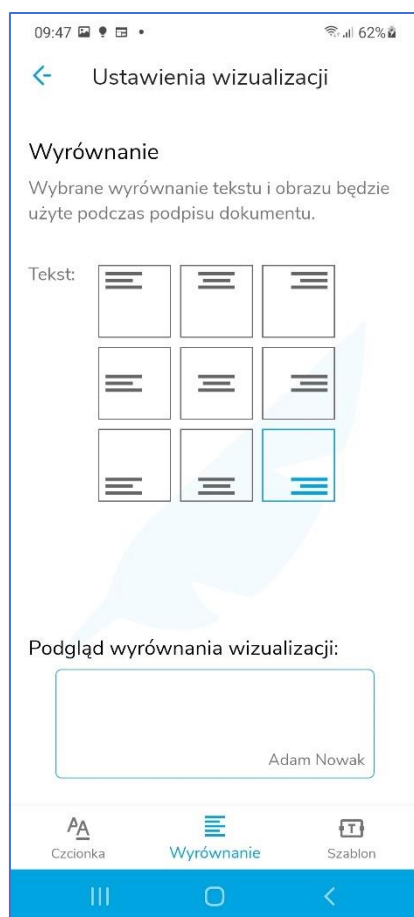 09:47 62%
Ustawienia wizualizacji
Wyrównanie
Wybrane wyrównanie tekstu i obrazu będzie
użyte podczas podpisu dokumentu.
Tekst:
Podgląd wyrównania wizualizacji:
Adam Nowak
Czcionka Wyrównanie Szablon